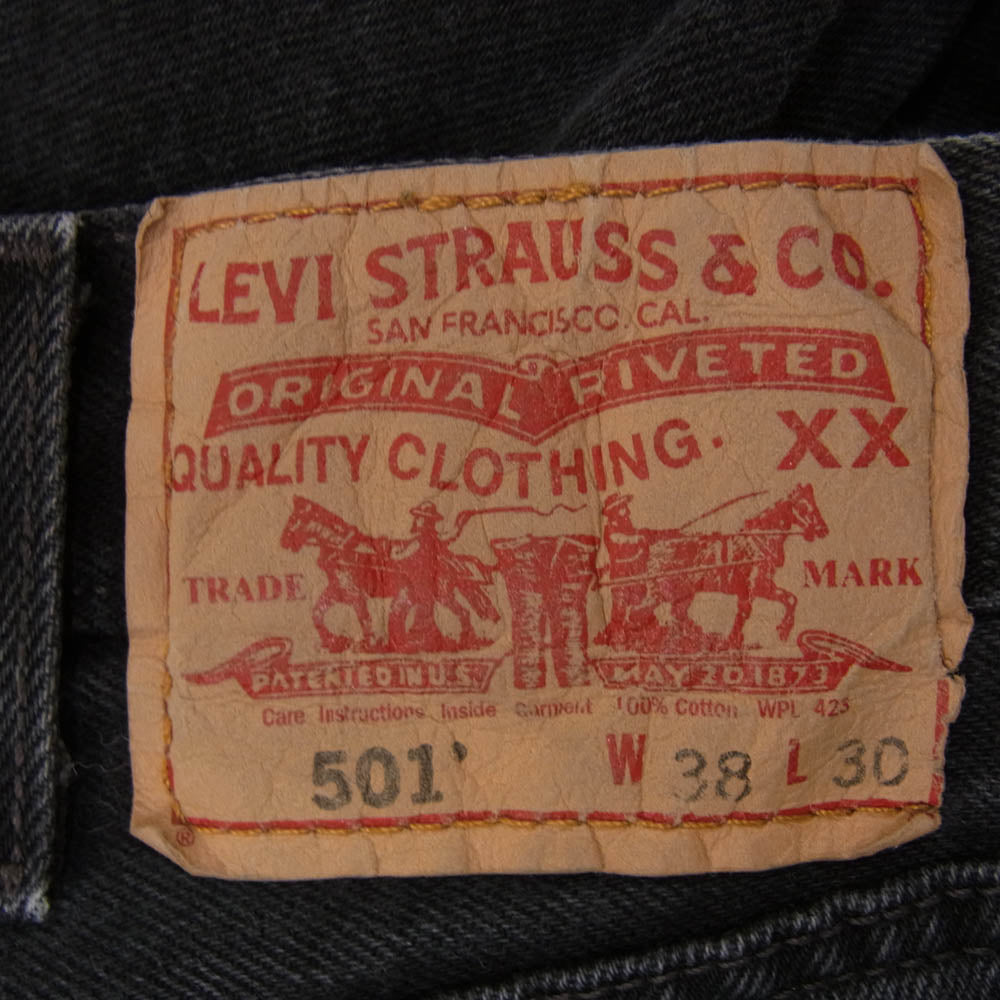 LEVI STRAUSS & CO.
SAN FRANCISCO. CAL.
ORIGINAL RIVETED
QUALITY CLOTHING. XX
TRADE MARK
PATENTED IN U.S. MAY 20 1873
Care Instructions Inside Garment 100% Cotton WPL 423
501' W 38 L 30
®